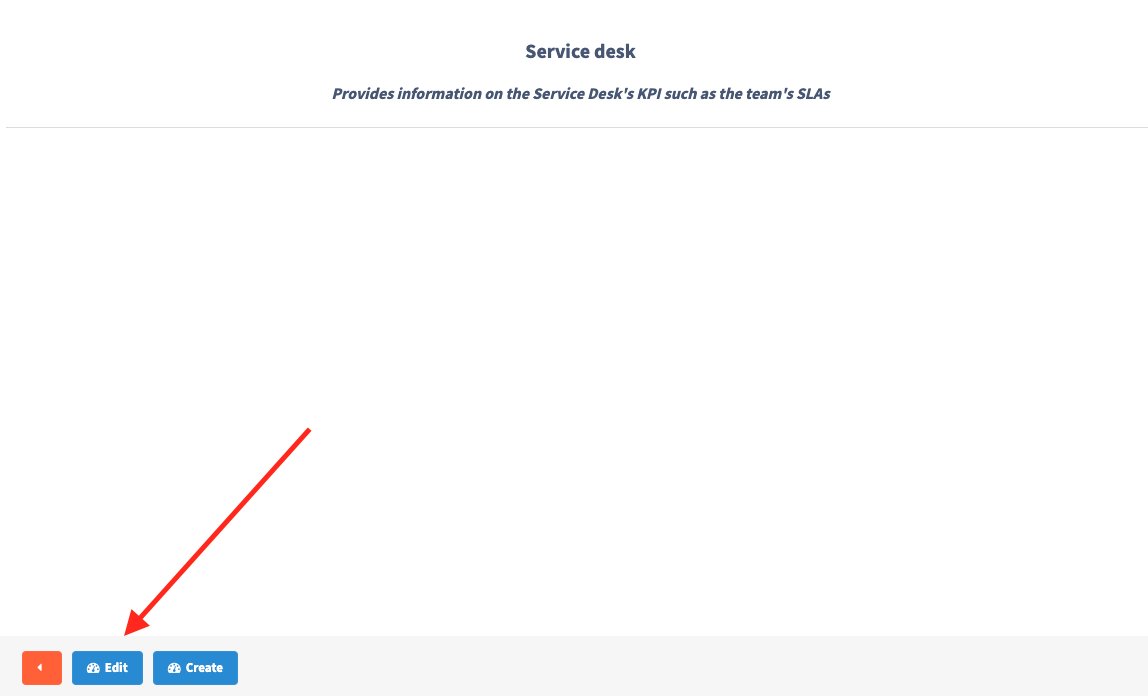 Service desk
Provides information on the Service Desk's KPI such as the team's SLAs
Edit Create